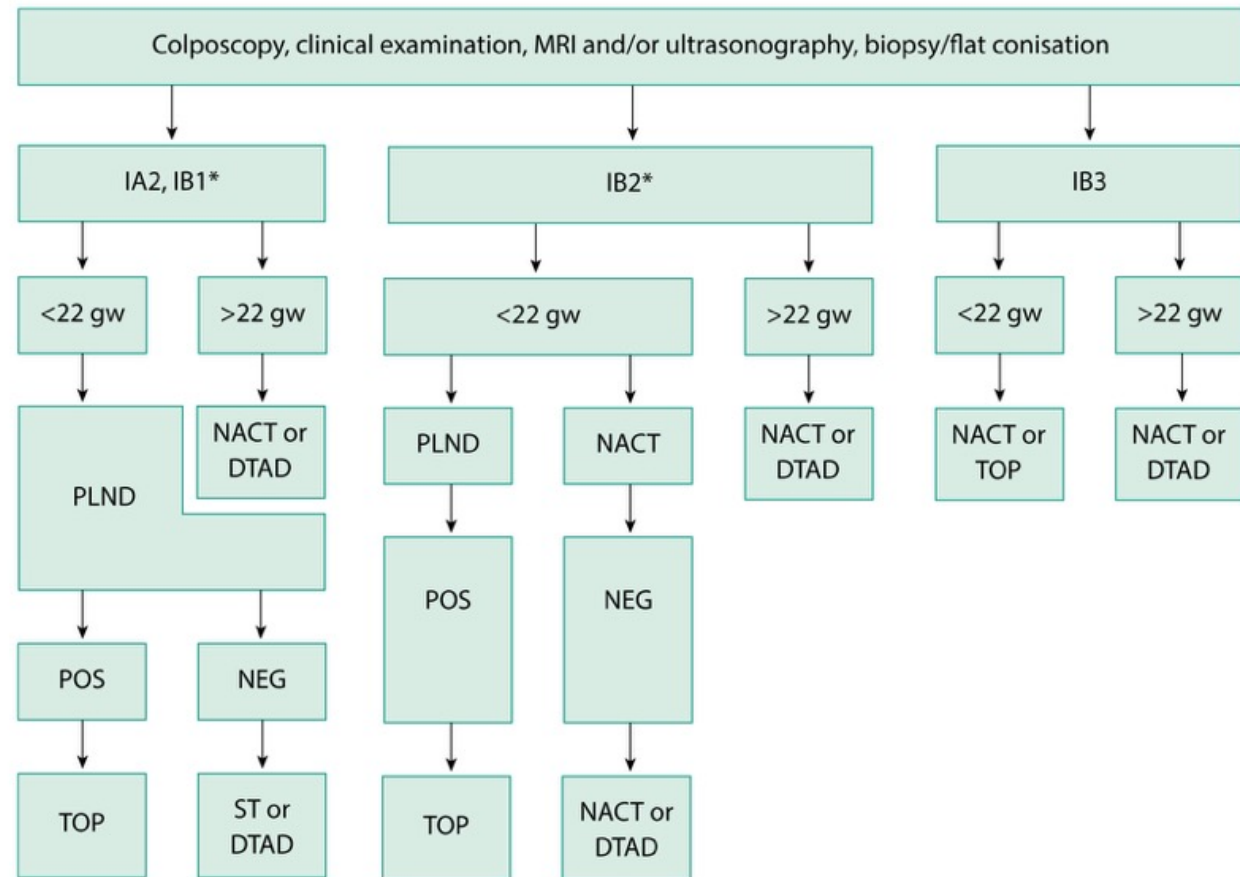 Colposcopy, clinical examination, MRI and/or ultrasonography, biopsy/flat conisation
IA2, IB1*
IB2*
IB3
<22 gw
>22 gw
<22 gw
>22 gw
<22 gw
>22 gw
PLND
NACT or
DTAD
PLND
NACT
NACT or
DTAD
NACT or
TOP
NACT or
DTAD
POS
NEG
POS
NEG
TOP
ST or
DTAD
TOP
NACT or
DTAD